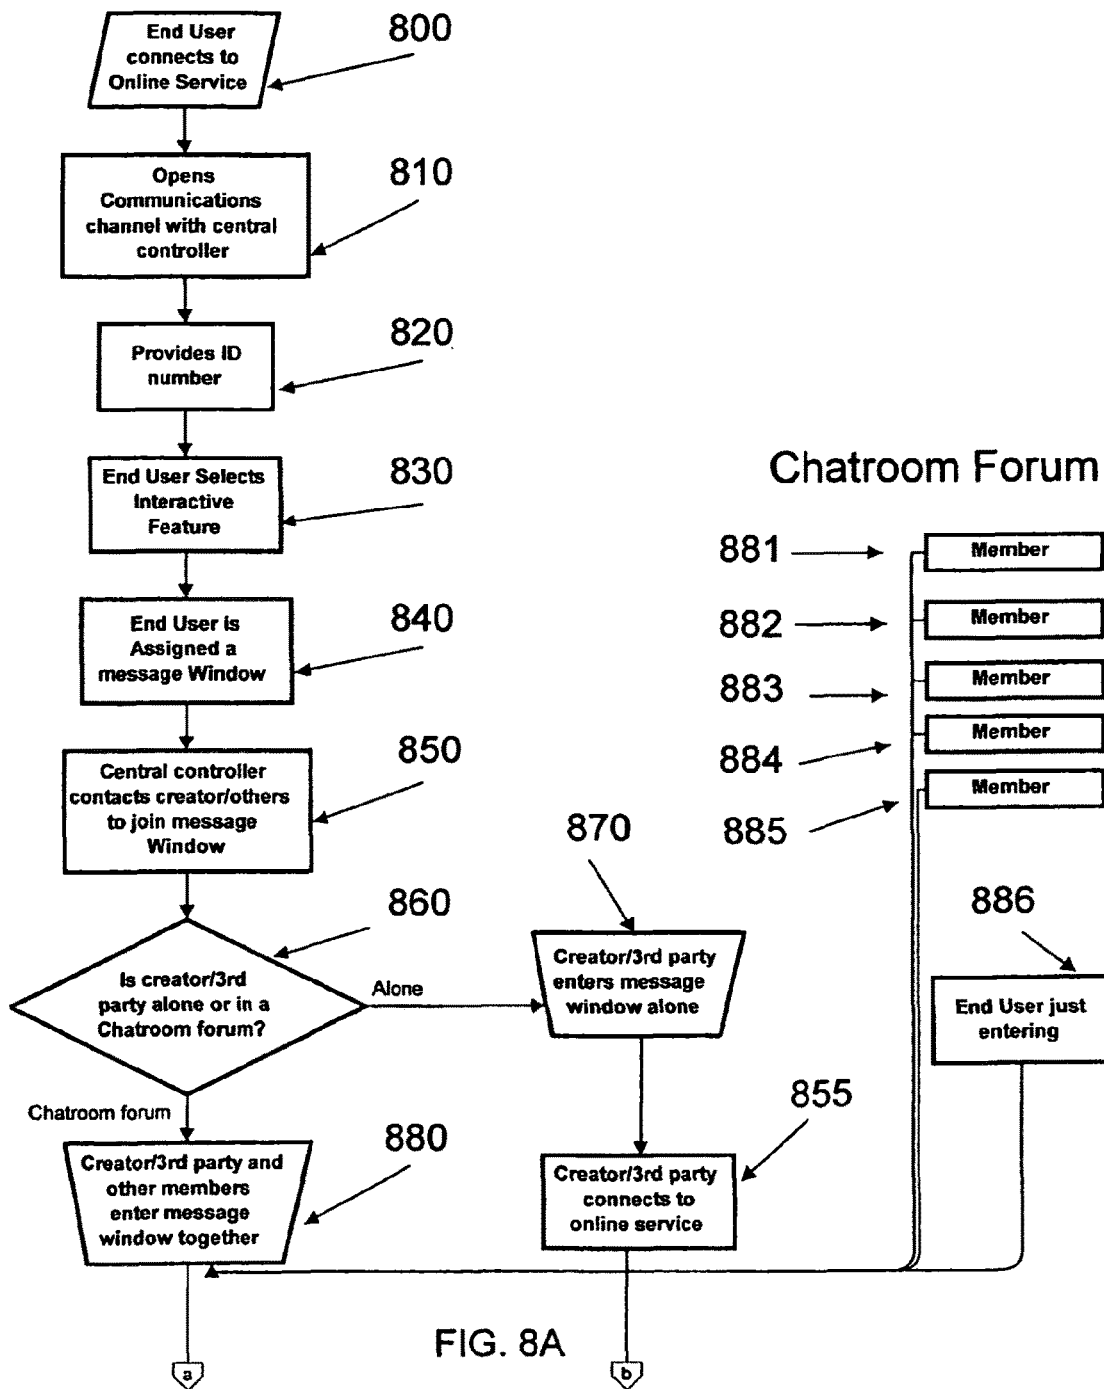 End User
connects to
Online Service
800
Opens
Communications
channel with central
controller
810
Provides ID
number
820
End User Selects
Interactive
Feature
830
End User is
Assigned a
message Window
840
Central controller
contacts creator/others
to join message
Window
850
Is creator/3rd
party alone or in a
Chatroom forum?
860
Alone
Chatroom forum
Creator/3rd party
enters message
window alone
870
Creator/3rd party
connects to
online service
855
Creator/3rd party and
other members
enter message
window together
880
Chatroom Forum
881
Member
882
Member
883
Member
884
Member
885
Member
886
End User just
entering
a
b
FIG. 8A